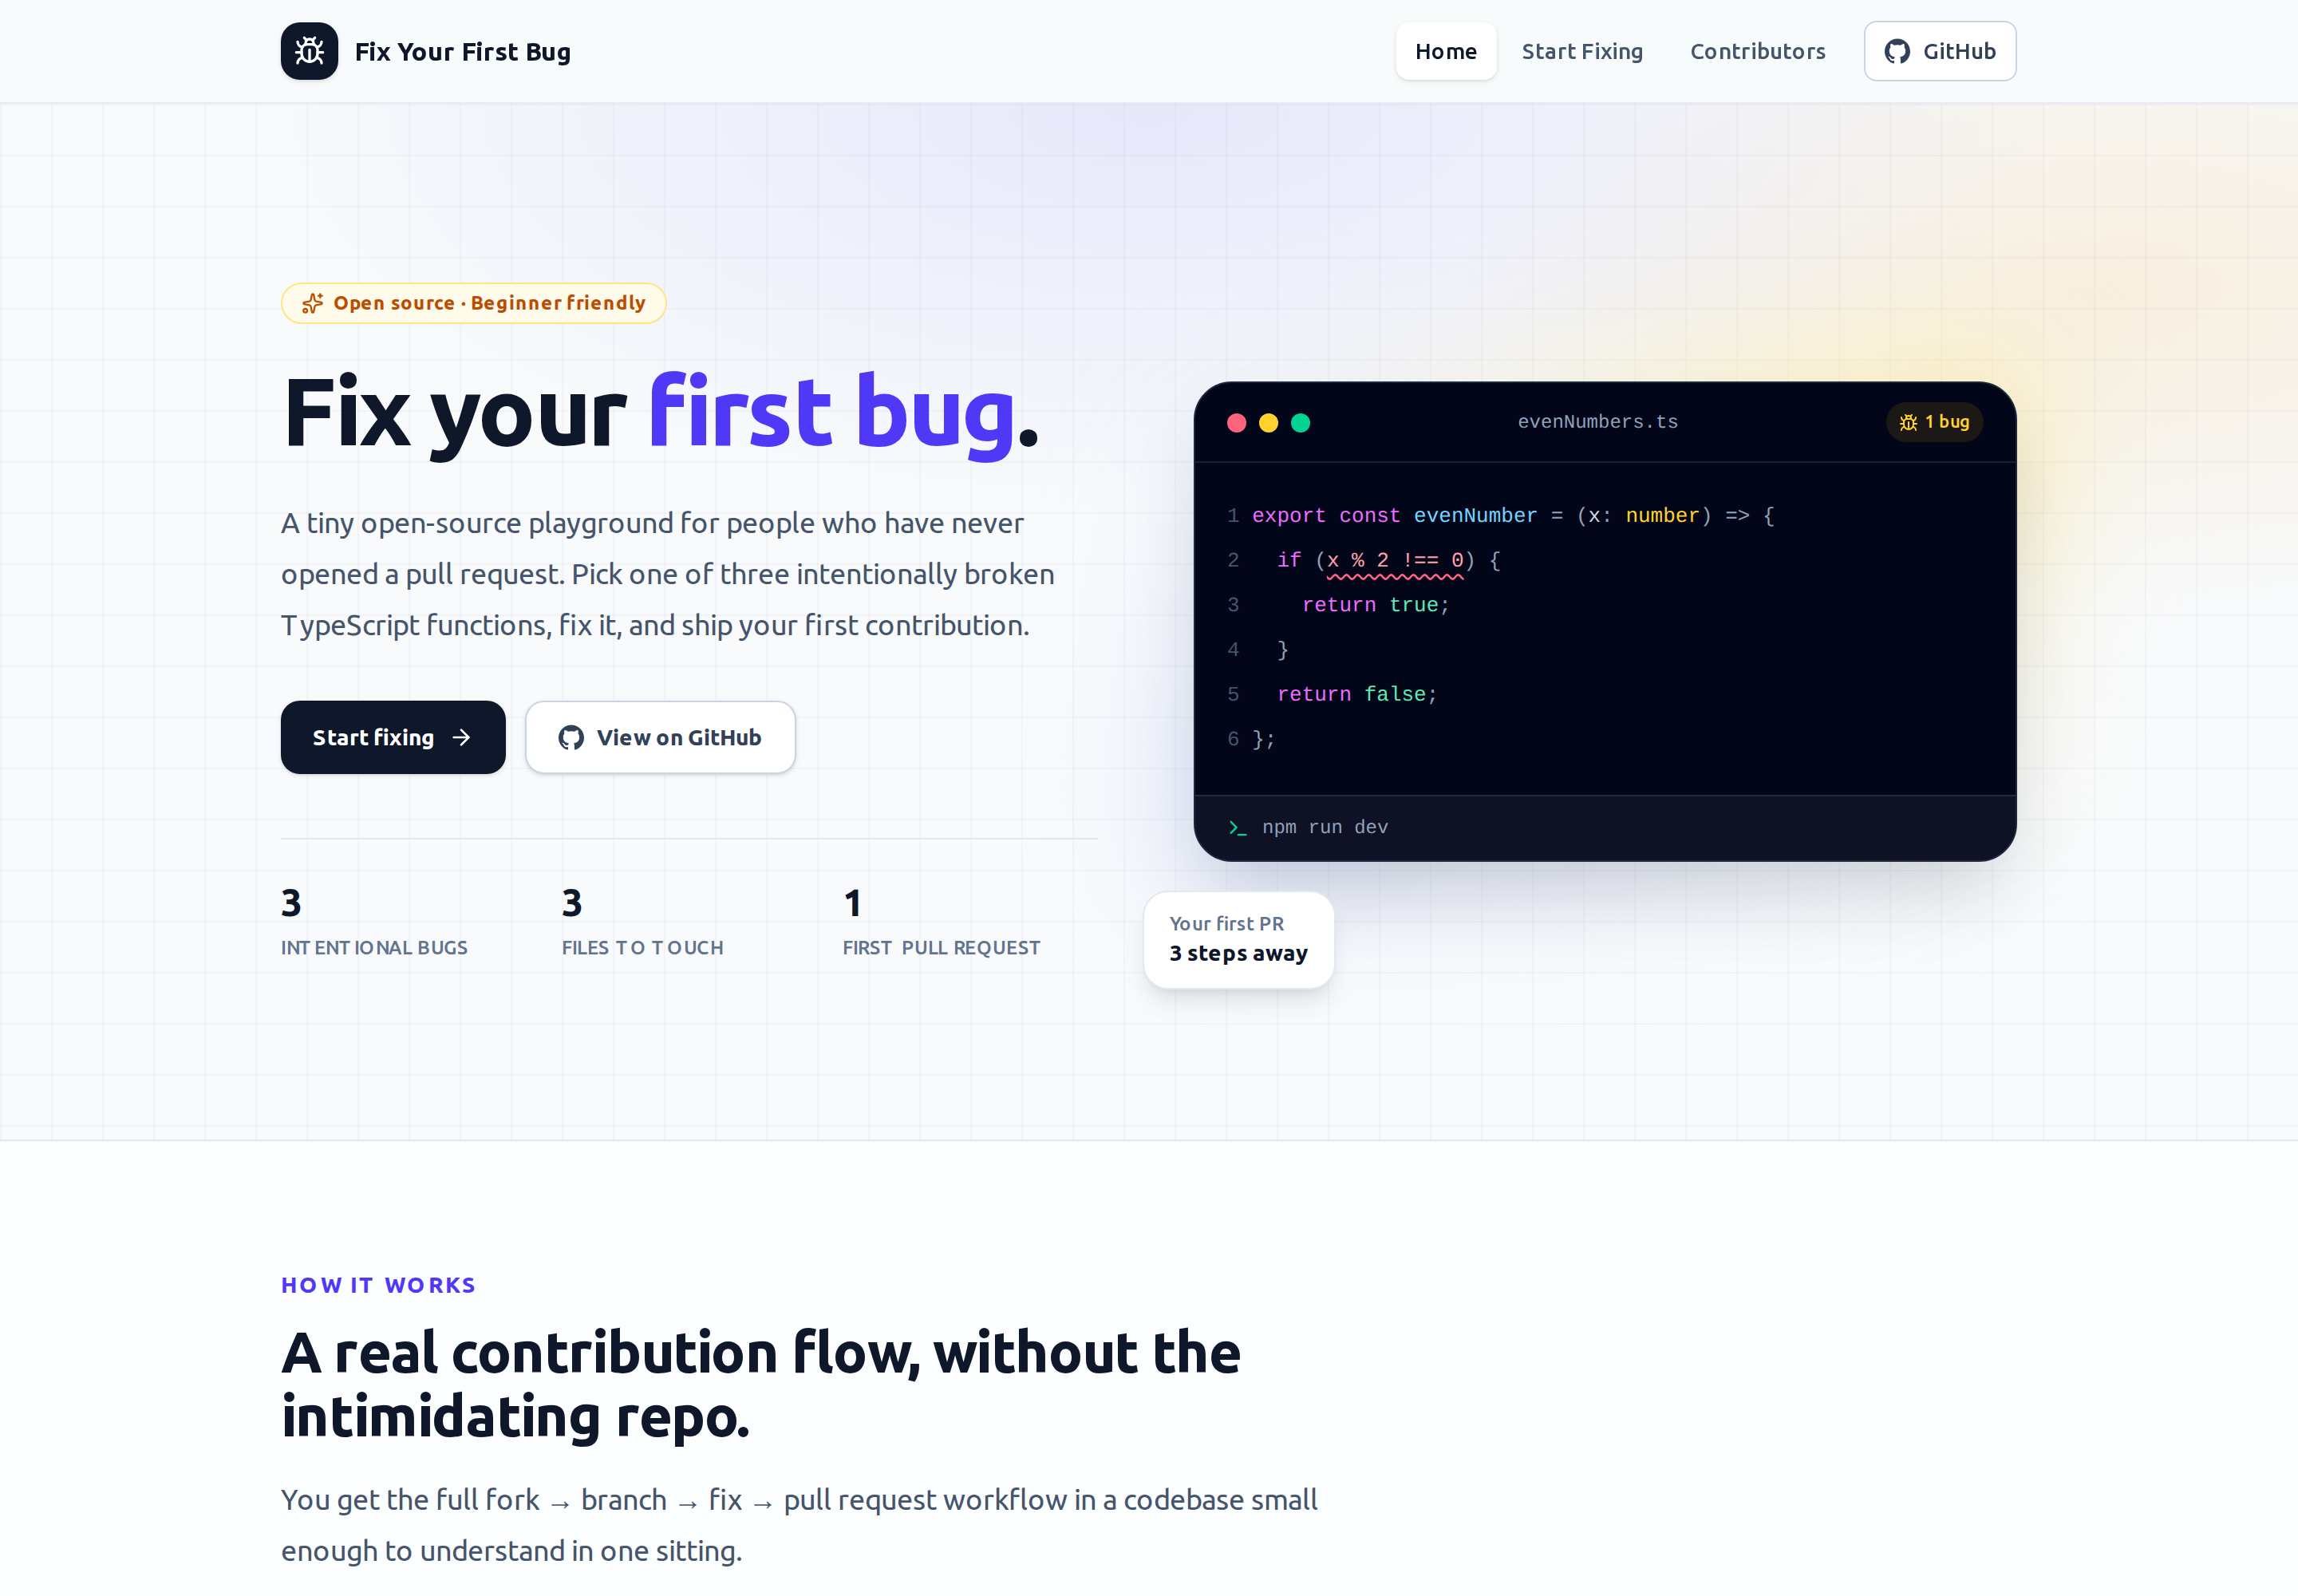 Fix Your First Bug
Home
Start Fixing
Contributors
GitHub
Open source · Beginner friendly
Fix your first bug.
A tiny open-source playground for people who have never
opened a pull request. Pick one of three intentionally broken
TypeScript functions, fix it, and ship your first contribution.
Start fixing →
View on GitHub
3
INTENTIONAL BUGS
3
FILES TO TOUCH
1
FIRST PULL REQUEST
evenNumbers.ts
1 bug
1 export const evenNumber = (x: number) => {
2   if (x % 2 !== 0) {
3     return true;
4   }
5   return false;
6 };
npm run dev
Your first PR
3 steps away
HOW IT WORKS
A real contribution flow, without the
intimidating repo.
You get the full fork → branch → fix → pull request workflow in a codebase small
enough to understand in one sitting.